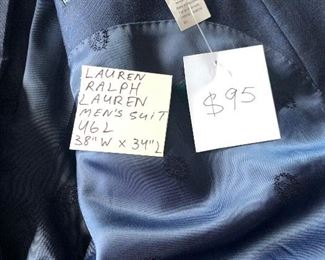 LAUREN
RALPH
LAUREN
MEN'S SUIT
46L
38"W x 34"L
$95